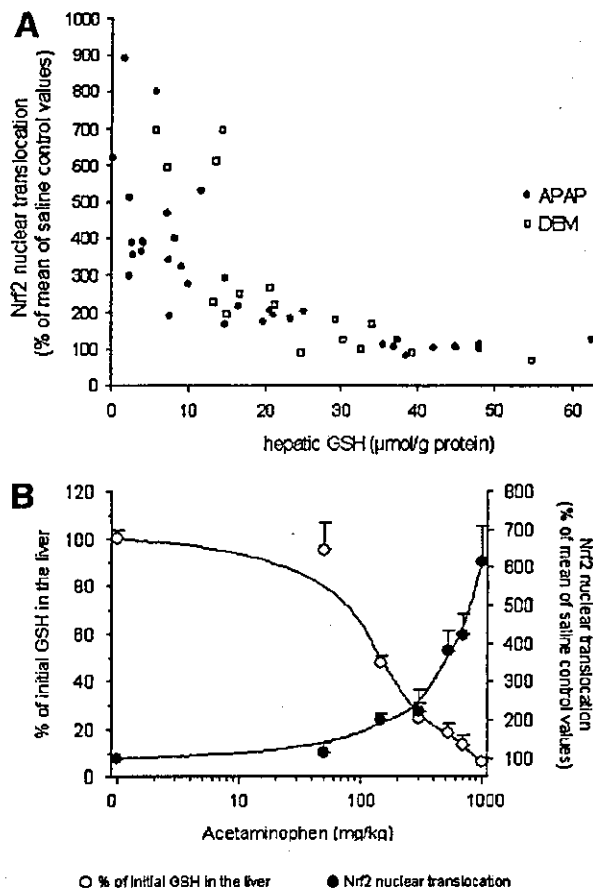 A
1000
900
800
700
600
500
400
300
200
100
0
Nrf2 nuclear translocation
(% of mean of saline control values)
APAP
DEM
0 10 20 30 40 50 60
hepatic GSH (μmol/g protein)
B
120
100
80
60
40
20
0
% of initial GSH in the liver
800
700
600
500
400
300
200
100
Nrf2 nuclear translocation
(% of mean of saline control values)
0 10 100 1000
Acetaminophen (mg/kg)
% of initial GSH in the liver Nrf2 nuclear translocation